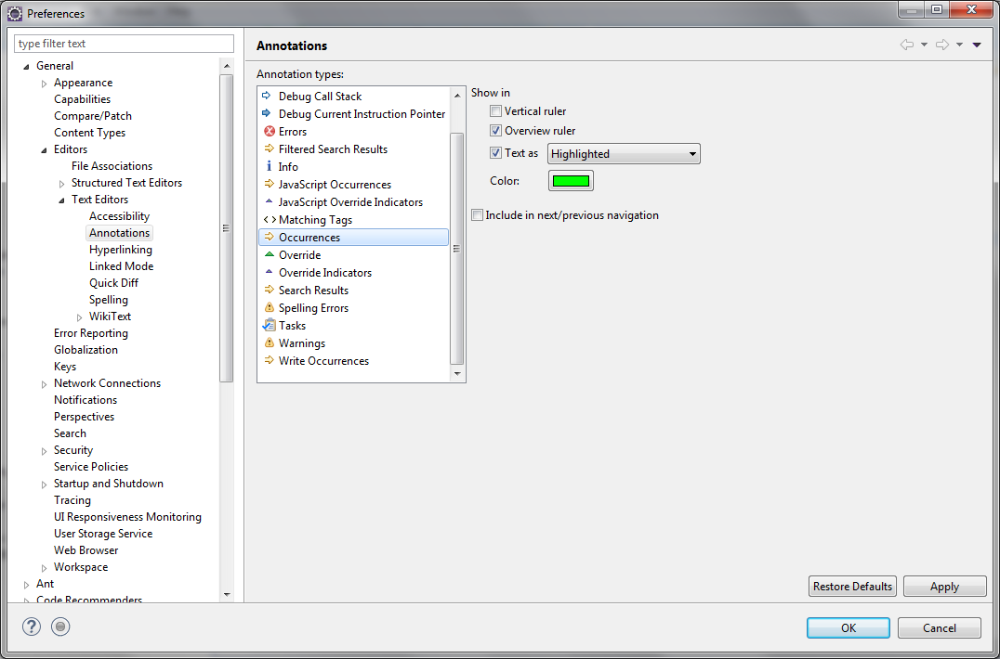 Preferences
type filter text
General
Appearance
Capabilities
Compare/Patch
Content Types
Editors
File Associations
Structured Text Editors
Text Editors
Accessibility
Annotations
Hyperlinking
Linked Mode
Quick Diff
Spelling
WikiText
Error Reporting
Globalization
Keys
Network Connections
Notifications
Perspectives
Search
Security
Service Policies
Startup and Shutdown
Tracing
UI Responsiveness Monitoring
User Storage Service
Web Browser
Workspace
Ant
Code Recommenders
Annotations
Annotation types:
Debug Call Stack
Debug Current Instruction Pointer
Errors
Filtered Search Results
Info
JavaScript Occurrences
JavaScript Override Indicators
Matching Tags
Occurrences
Override
Override Indicators
Search Results
Spelling Errors
Tasks
Warnings
Write Occurrences
Show in
Vertical ruler
Overview ruler
Text as Highlighted
Color:
Include in next/previous navigation
Restore Defaults Apply
OK Cancel